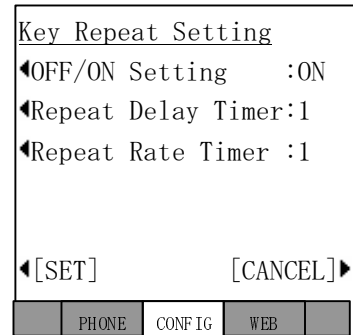 Key Repeat Setting
OFF/ON Setting :ON
Repeat Delay Timer:1
Repeat Rate Timer :1
[SET] [CANCEL]
PHONE CONFIG WEB